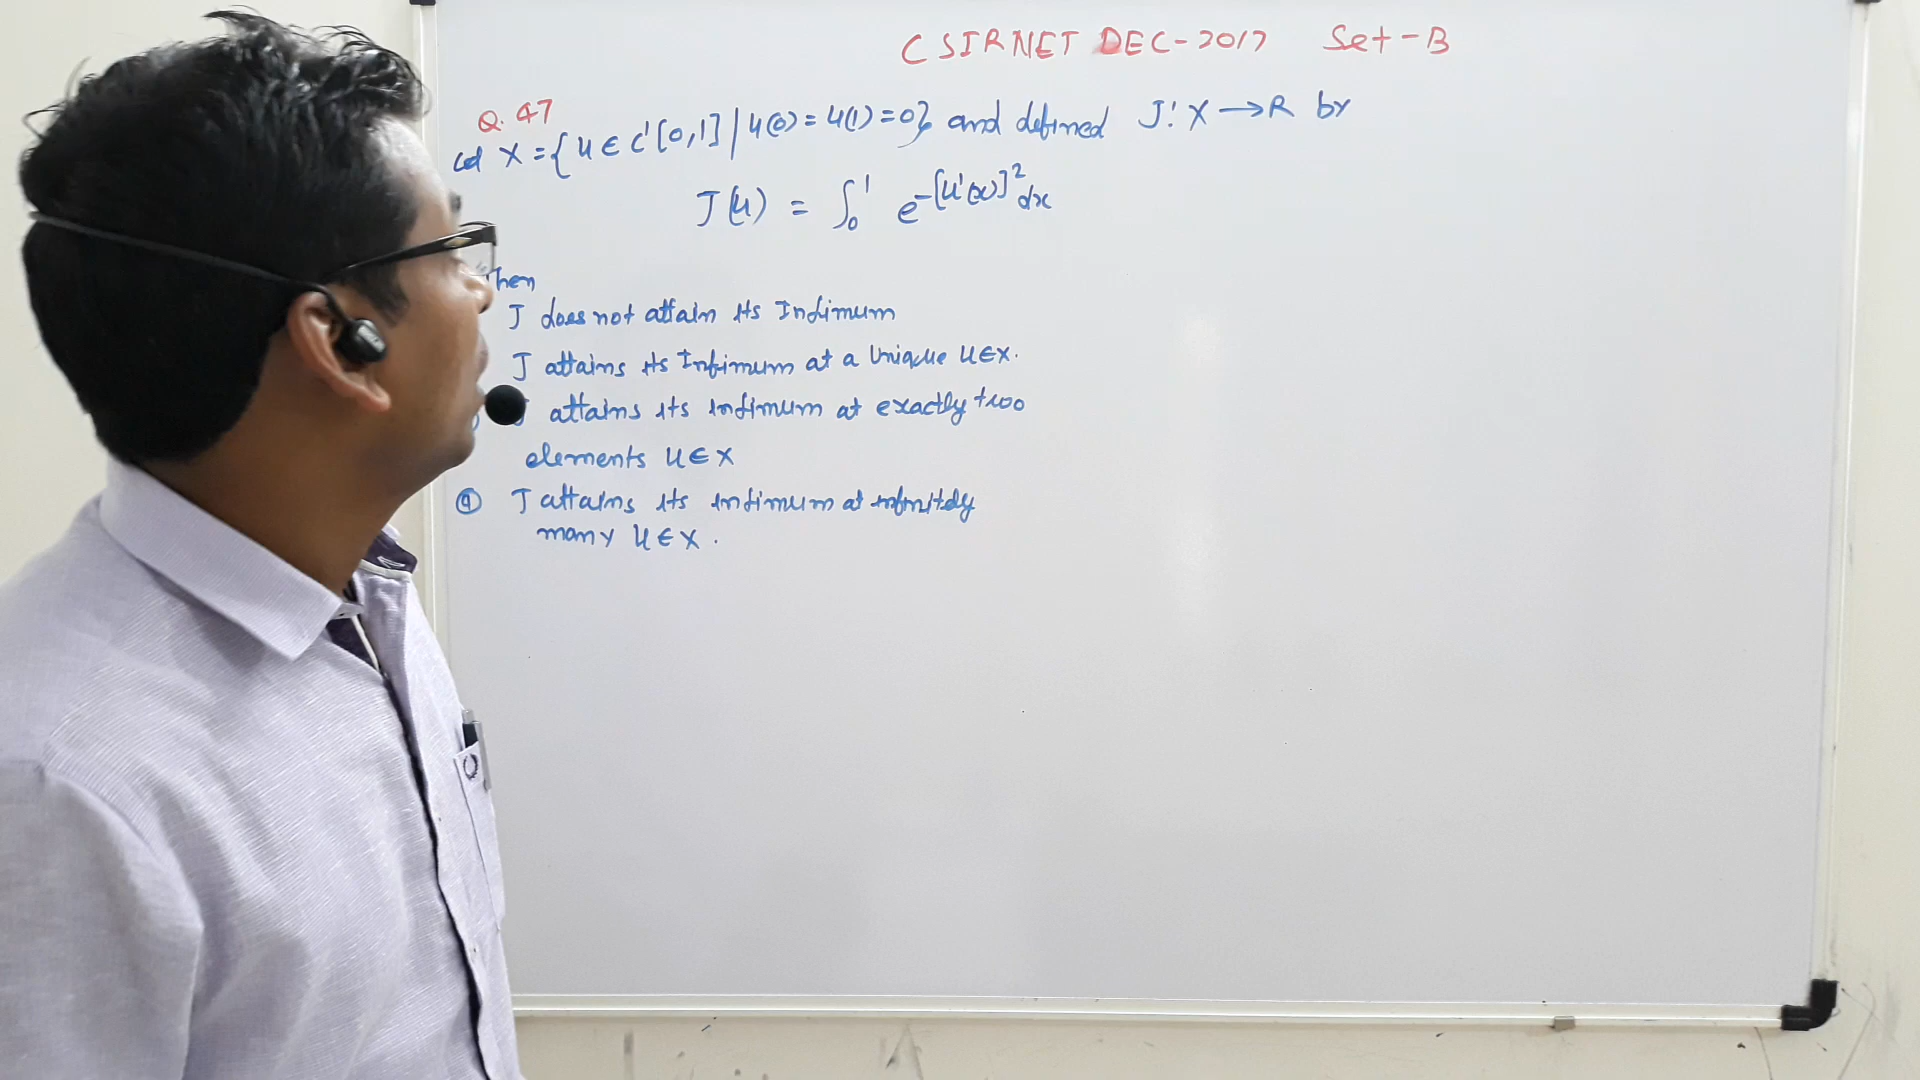 CSIRNET DEC-2017 Set-B
Q. 47
Let X = {u ∈ C'[0,1] | u(0) = u(1) = 0} and defined J: X → R by
J(u) = ∫₀¹ e^{-[u'(x)]²} dx
hen
J does not attain its Infimum
J attains its Infimum at a Unique u∈X.
J attains its infimum at exactly two
elements u∈X
④ J attains its infimum at infinitely
many u∈X.